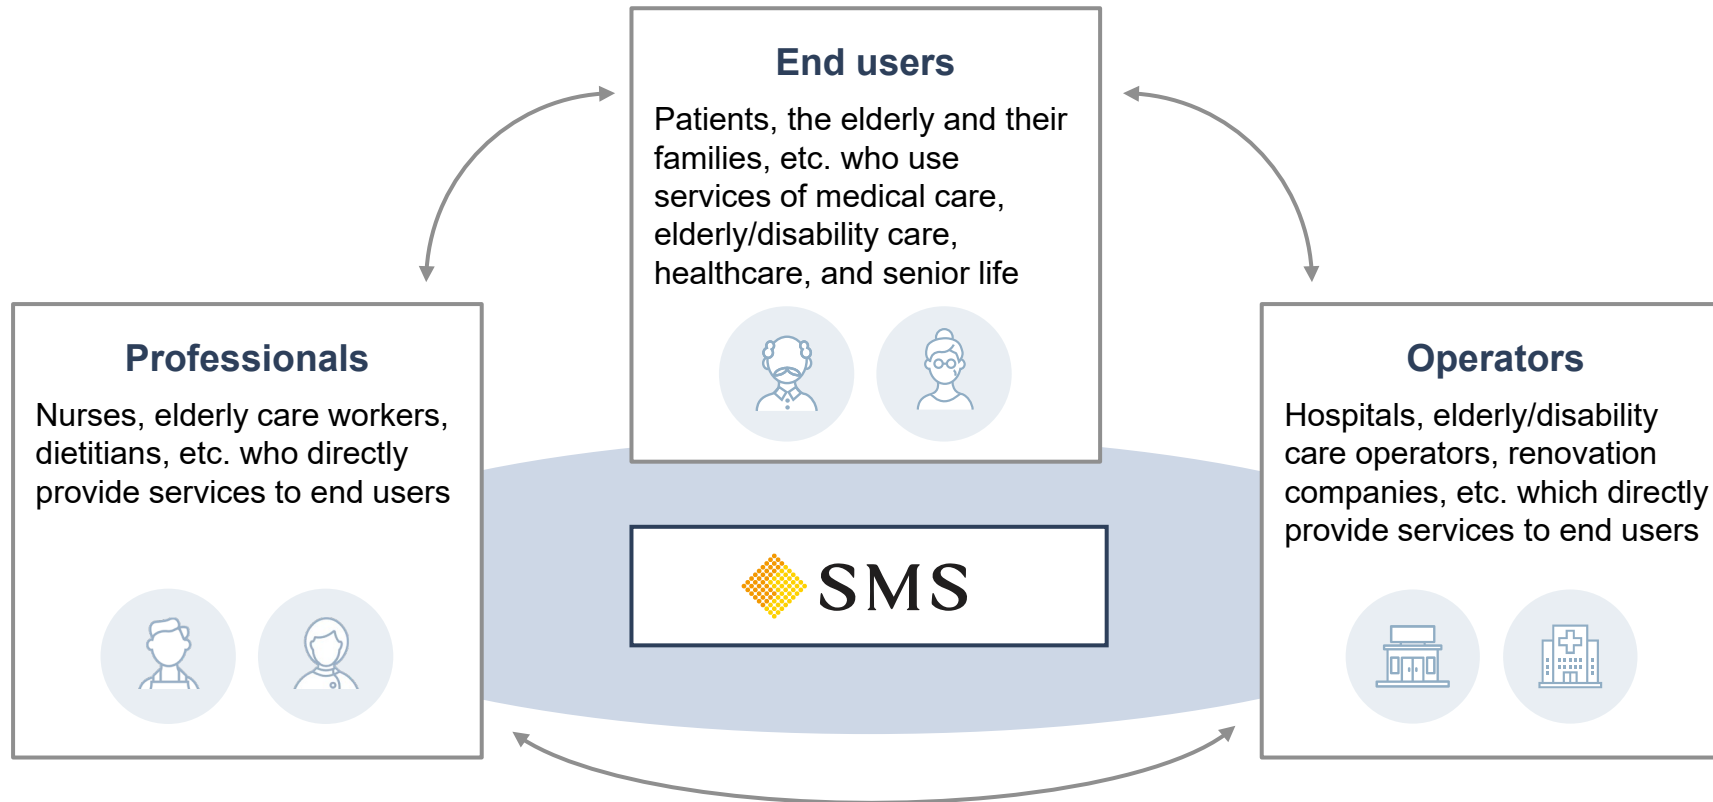 End users
Patients, the elderly and their
families, etc. who use
services of medical care,
elderly/disability care,
healthcare, and senior life
Professionals
Nurses, elderly care workers,
dietitians, etc. who directly
provide services to end users
Operators
Hospitals, elderly/disability
care operators, renovation
companies, etc. which directly
provide services to end users
SMS